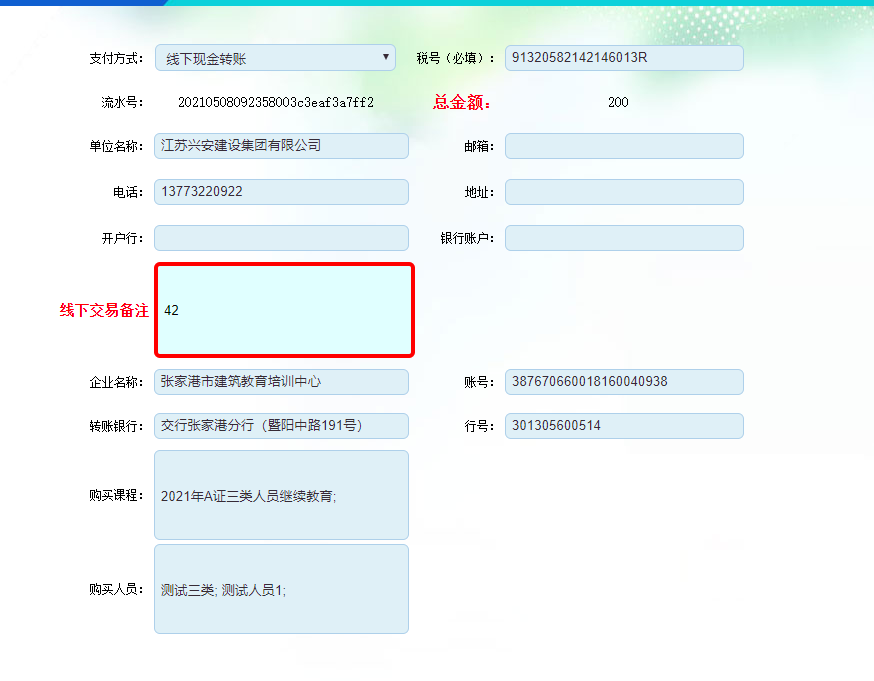 支付方式： 线下现金转账 税号（必填）： 91320582142146013R
流水号： 20210508092358003c3eaf3a7ff2 总金额： 200
单位名称： 江苏兴安建设集团有限公司 邮箱：
电话： 13773220922 地址：
开户行： 银行账户：
线下交易备注 42
企业名称： 张家港市建筑教育培训中心 账号： 387670660018160040938
转账银行： 交行张家港分行（暨阳中路191号） 行号： 301305600514
购买课程： 2021年A证三类人员继续教育;
购买人员： 测试三类; 测试人员1;